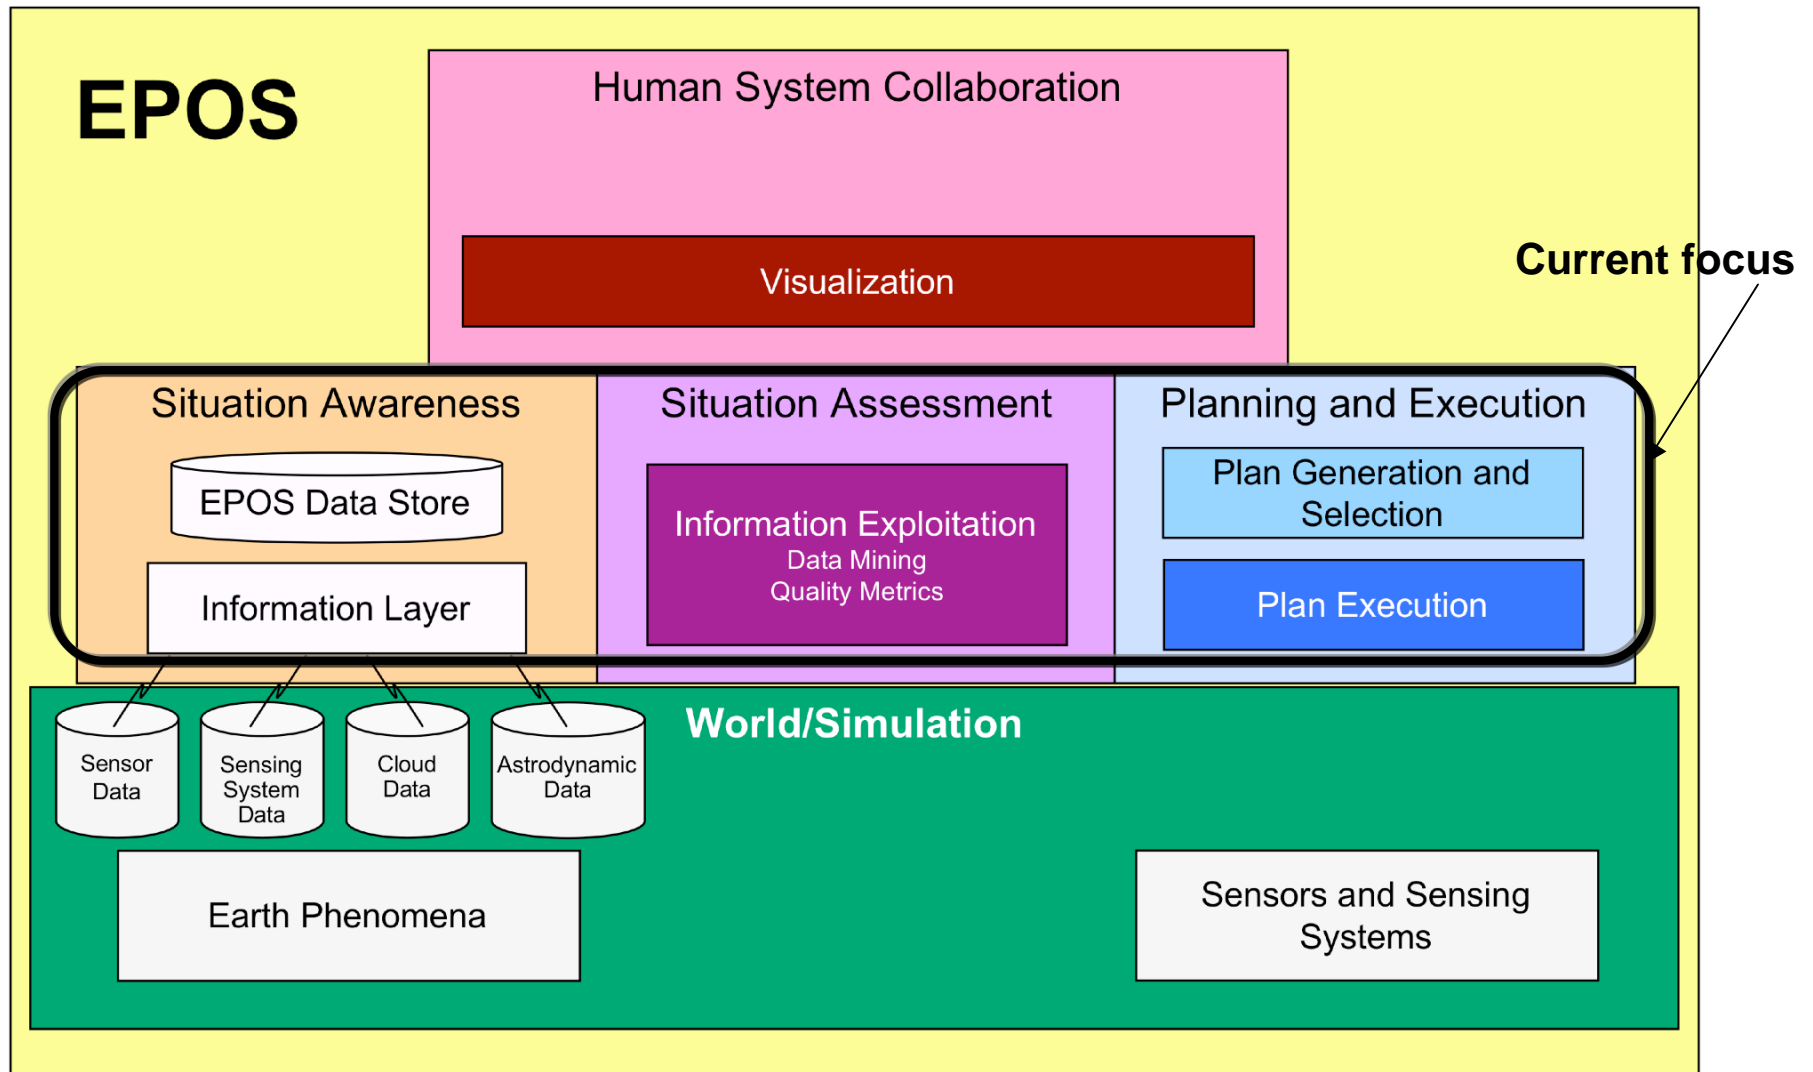 EPOS
Human System Collaboration
Visualization
Current focus
Situation Awareness
EPOS Data Store
Information Layer
Situation Assessment
Information Exploitation
Data Mining
Quality Metrics
Planning and Execution
Plan Generation and
Selection
Plan Execution
World/Simulation
Sensor
Data
Sensing
System
Data
Cloud
Data
Astrodynamic
Data
Earth Phenomena
Sensors and Sensing
Systems